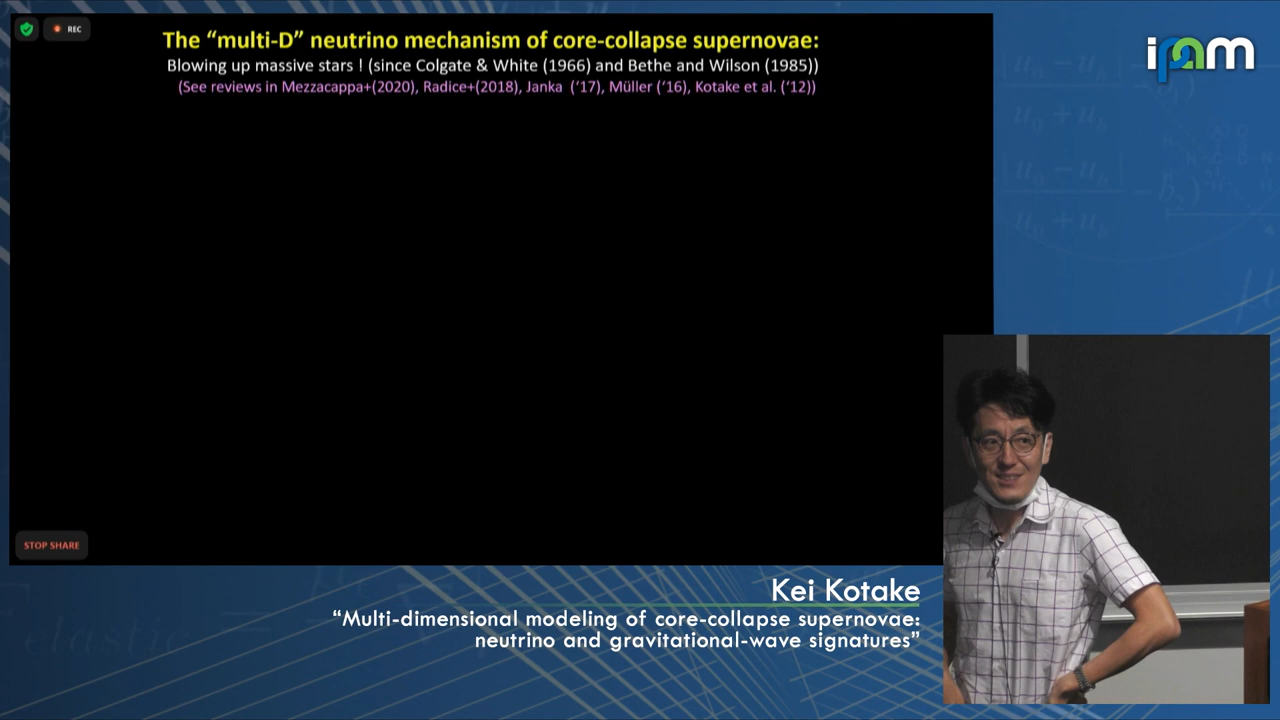 REC
The “multi-D” neutrino mechanism of core-collapse supernovae:
Blowing up massive stars ! (since Colgate & White (1966) and Bethe and Wilson (1985))
(See reviews in Mezzacappa+(2020), Radice+(2018), Janka (‘17), Müller (‘16), Kotake et al. (‘12))
ipam
STOP SHARE
Kei Kotake
“Multi-dimensional modeling of core-collapse supernovae:
neutrino and gravitational-wave signatures”
elastic